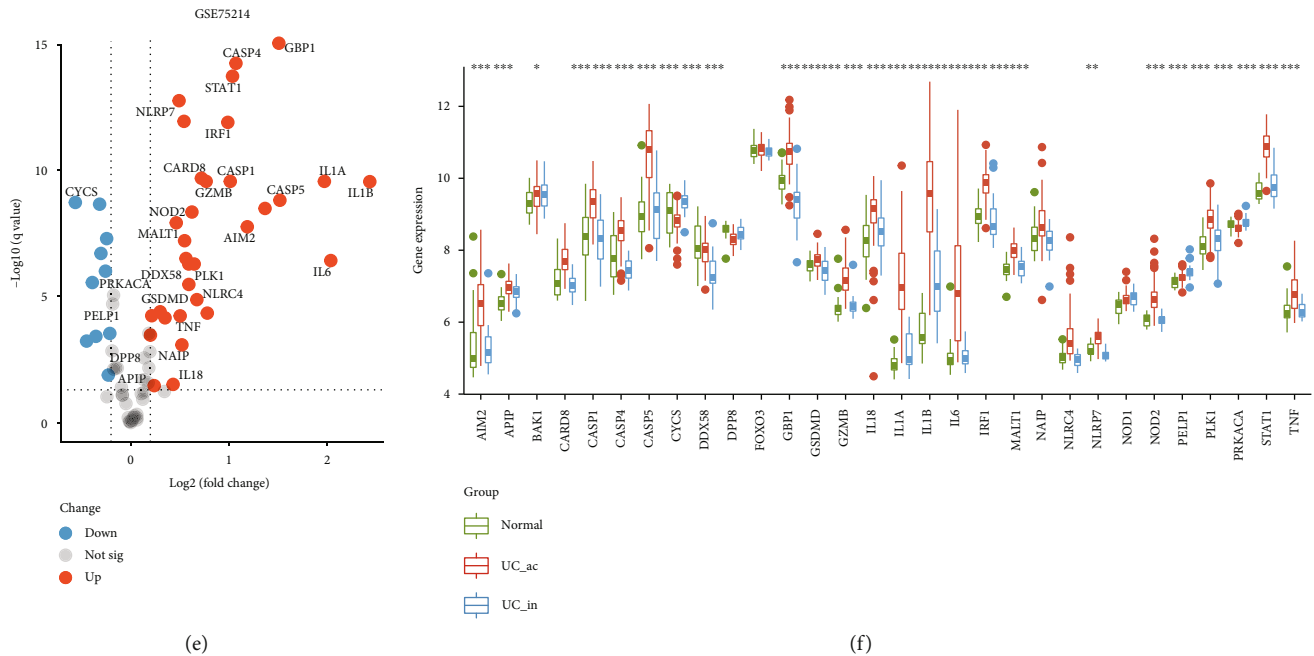 GSE75214
15
10
5
0
−Log10 (q value)
GBP1
CASP4
STAT1
NLRP7
IRF1
CARD8
CASP1
IL1A
GZMB
CASP5
IL1B
CYCS
NOD2
MALT1
AIM2
DDX58
PLK1
IL6
PRKACA
GSDMD
NLRC4
PELP1
TNF
DPP8
NAIP
APIP
IL18
0 1 2
Log2 (fold change)
Change
Down
Not sig
Up
(e)
*** *** * *** *** *** *** *** *** *** *** *** *** *** *** *** *** *** *** *** ** *** *** *** *** *** ***
12
10
8
6
4
Gene expression
AIM2
APIP
BAK1
CARD8
CASP1
CASP4
CASP5
CYCS
DDX58
DPP8
FOXO3
GBP1
GSDMD
GZMB
IL18
IL1A
IL1B
IL6
IRF1
MALT1
NAIP
NLRC4
NLRP7
NOD1
NOD2
PELP1
PLK1
PRKACA
STAT1
TNF
Group
Normal
UC_ac
UC_in
(f)